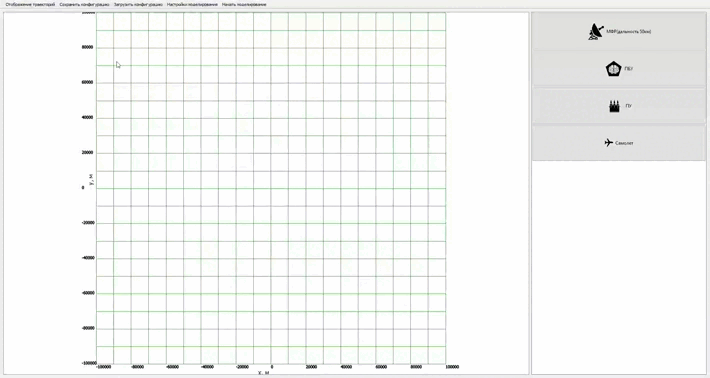 Отображение траекторий Сохранить конфигурацию Загрузить конфигурацию Настройки моделирования Начать моделирование
МФР(дальность 50км)
ПБУ
ПУ
Самолет
100000
80000
60000
40000
20000
0
-20000
-40000
-60000
-80000
-100000
y, м
-100000 -80000 -60000 -40000 -20000 0 20000 40000 60000 80000 100000
x, м